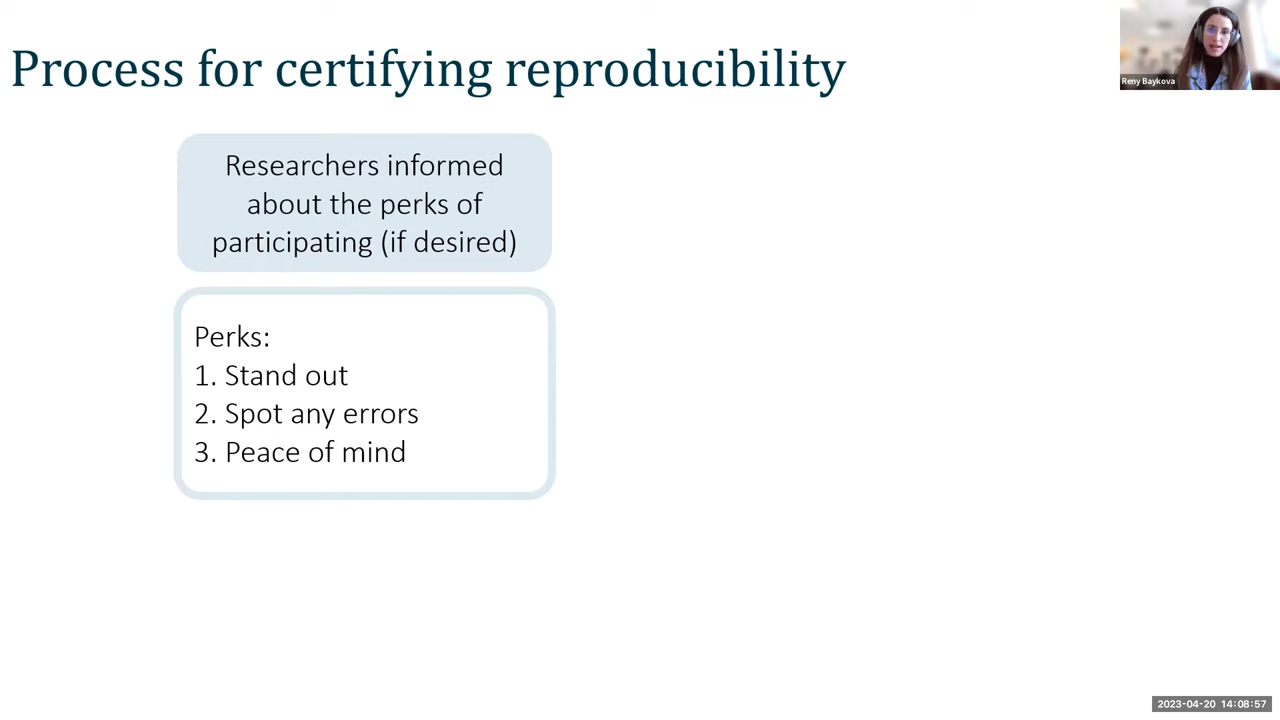 Process for certifying reproducibility
Reny Baykova
Researchers informed
about the perks of
participating (if desired)
Perks:
1. Stand out
2. Spot any errors
3. Peace of mind
2023-04-20 14:08:57